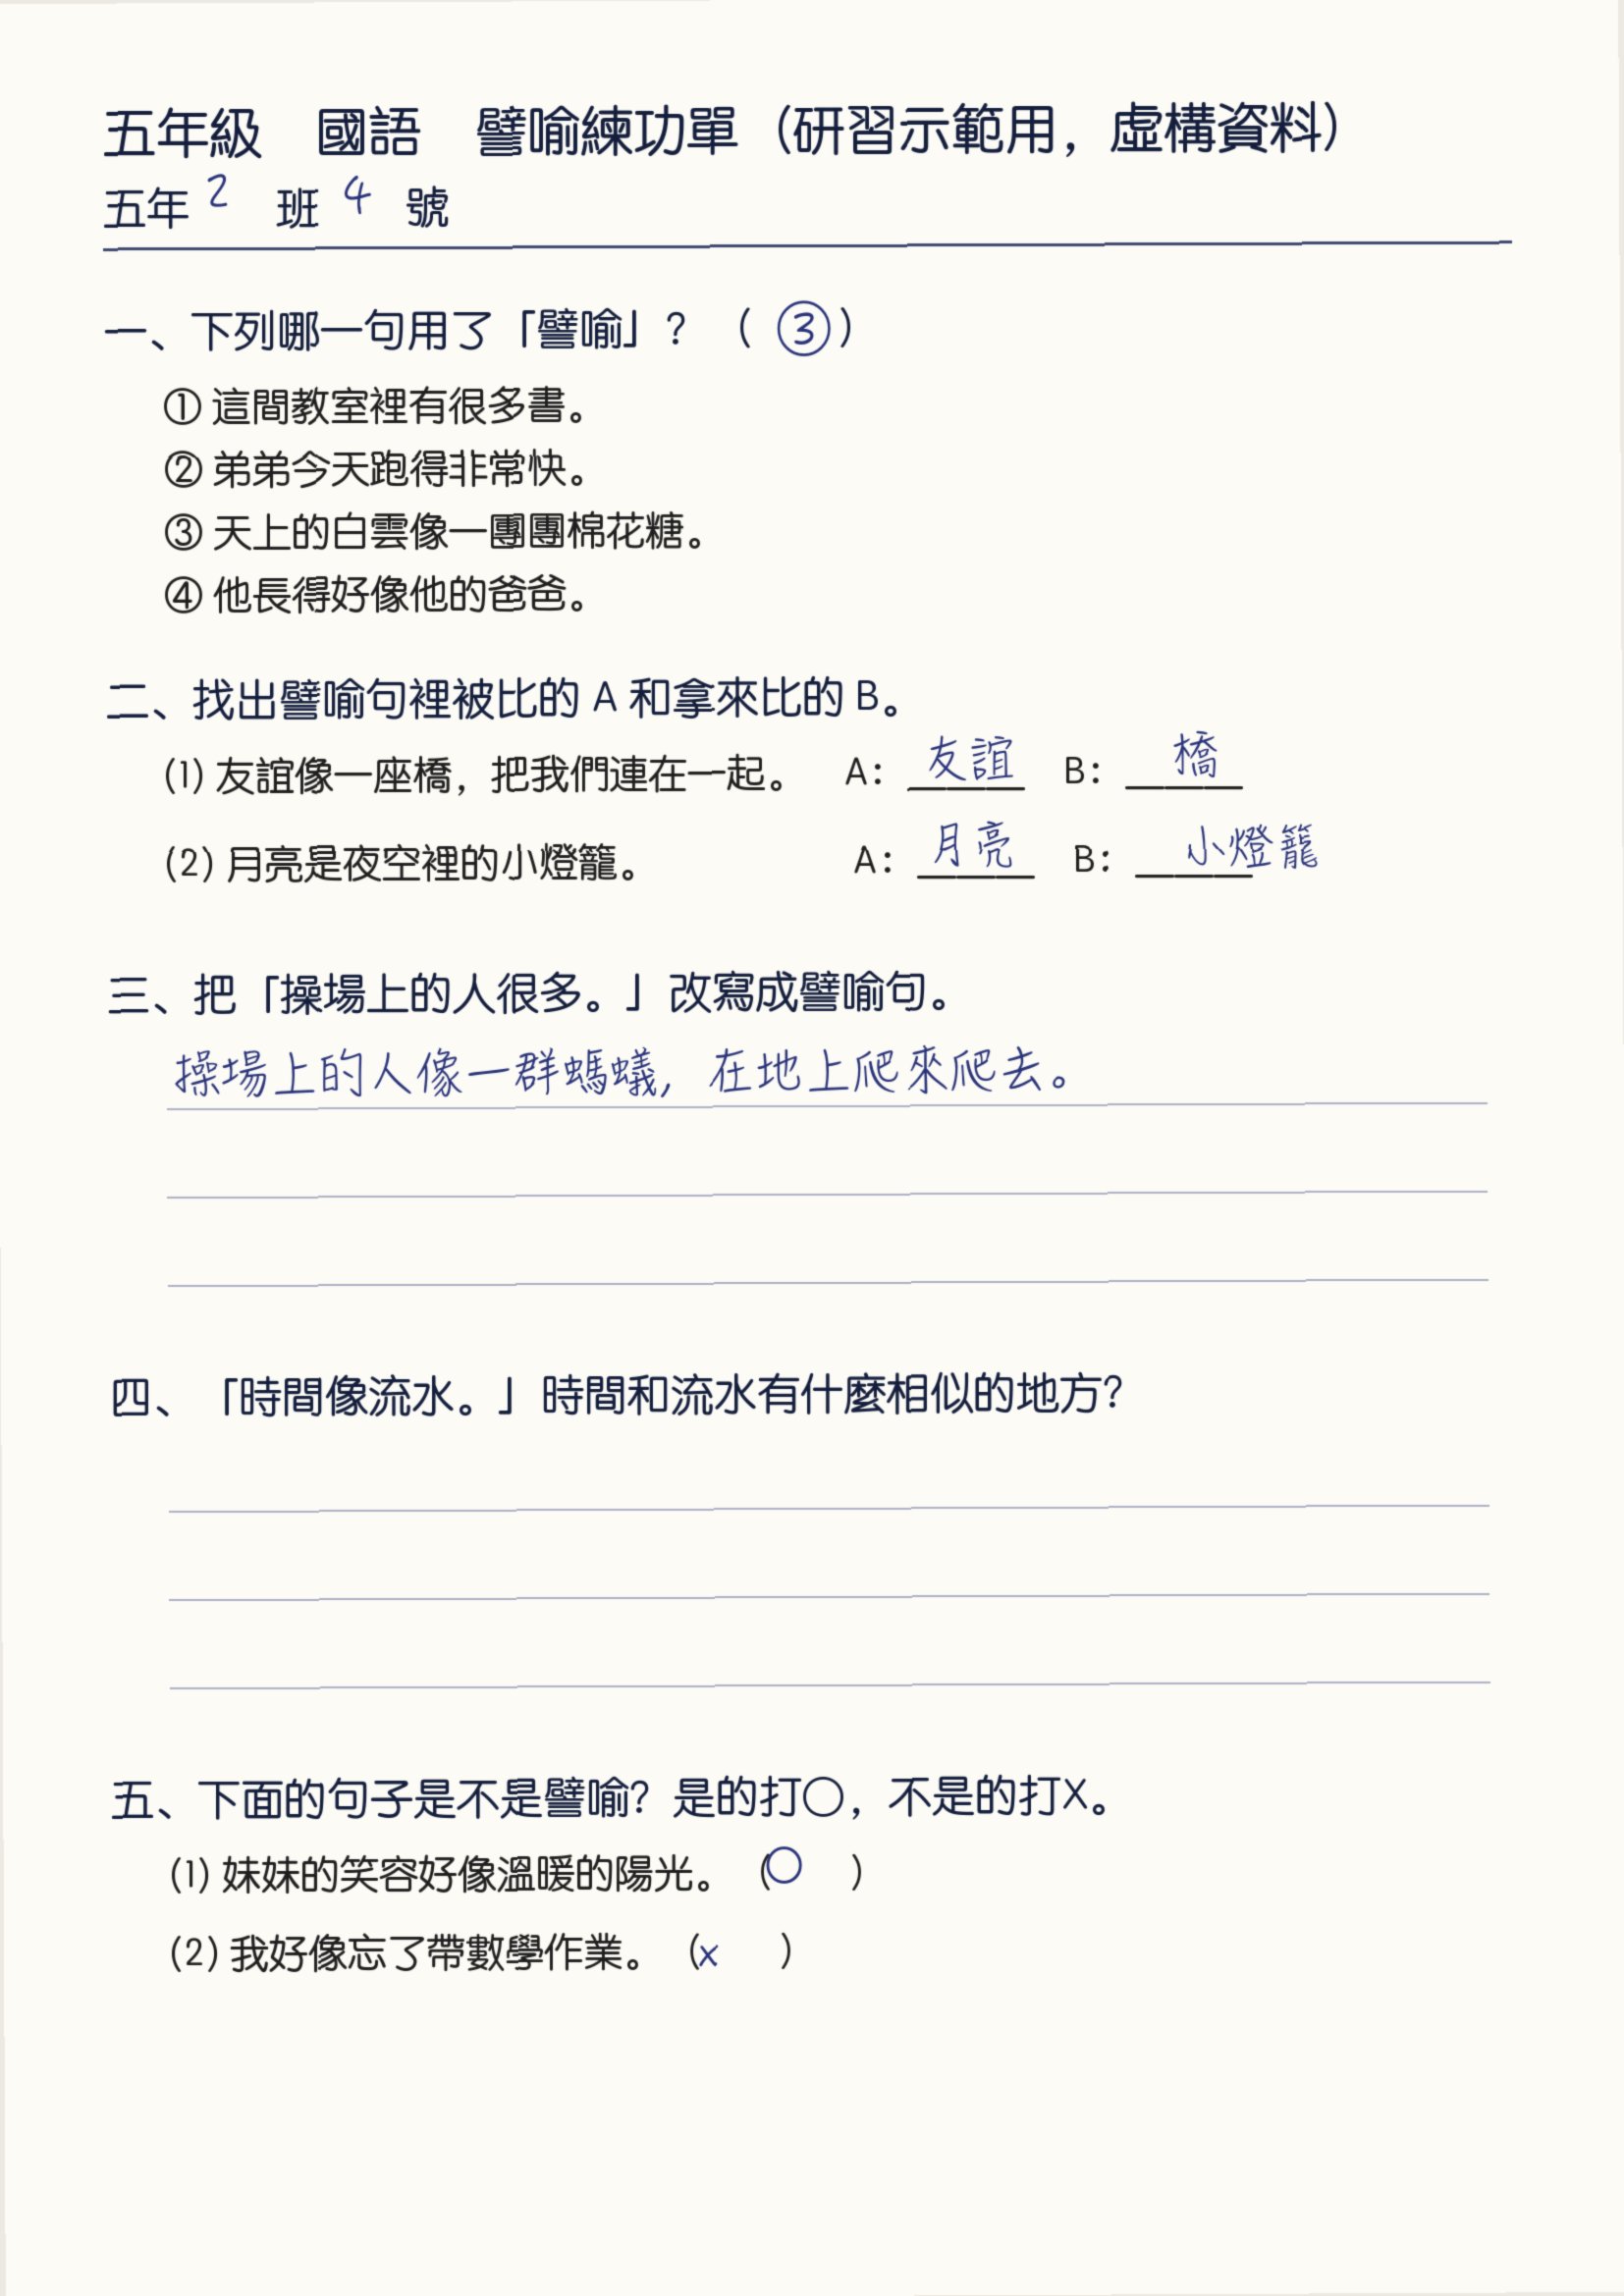 五年級　國語　譬喻練功單（研習示範用，虛構資料）
五年 2 班 4 號
一、下列哪一句用了「譬喻」？（ ③ ）
① 這間教室裡有很多書。
② 弟弟今天跑得非常快。
③ 天上的白雲像一團團棉花糖。
④ 他長得好像他的爸爸。
二、找出譬喻句裡被比的 A 和拿來比的 B。
(1) 友誼像一座橋，把我們連在一起。 A： 友誼 B： 橋
(2) 月亮是夜空裡的小燈籠。 A： 月亮 B： 小燈籠
三、把「操場上的人很多。」改寫成譬喻句。
操場上的人像一群螞蟻，在地上爬來爬去。
四、「時間像流水。」時間和流水有什麼相似的地方？
五、下面的句子是不是譬喻？是的打○，不是的打X。
(1) 妹妹的笑容好像溫暖的陽光。（○ ）
(2) 我好像忘了帶數學作業。（x ）